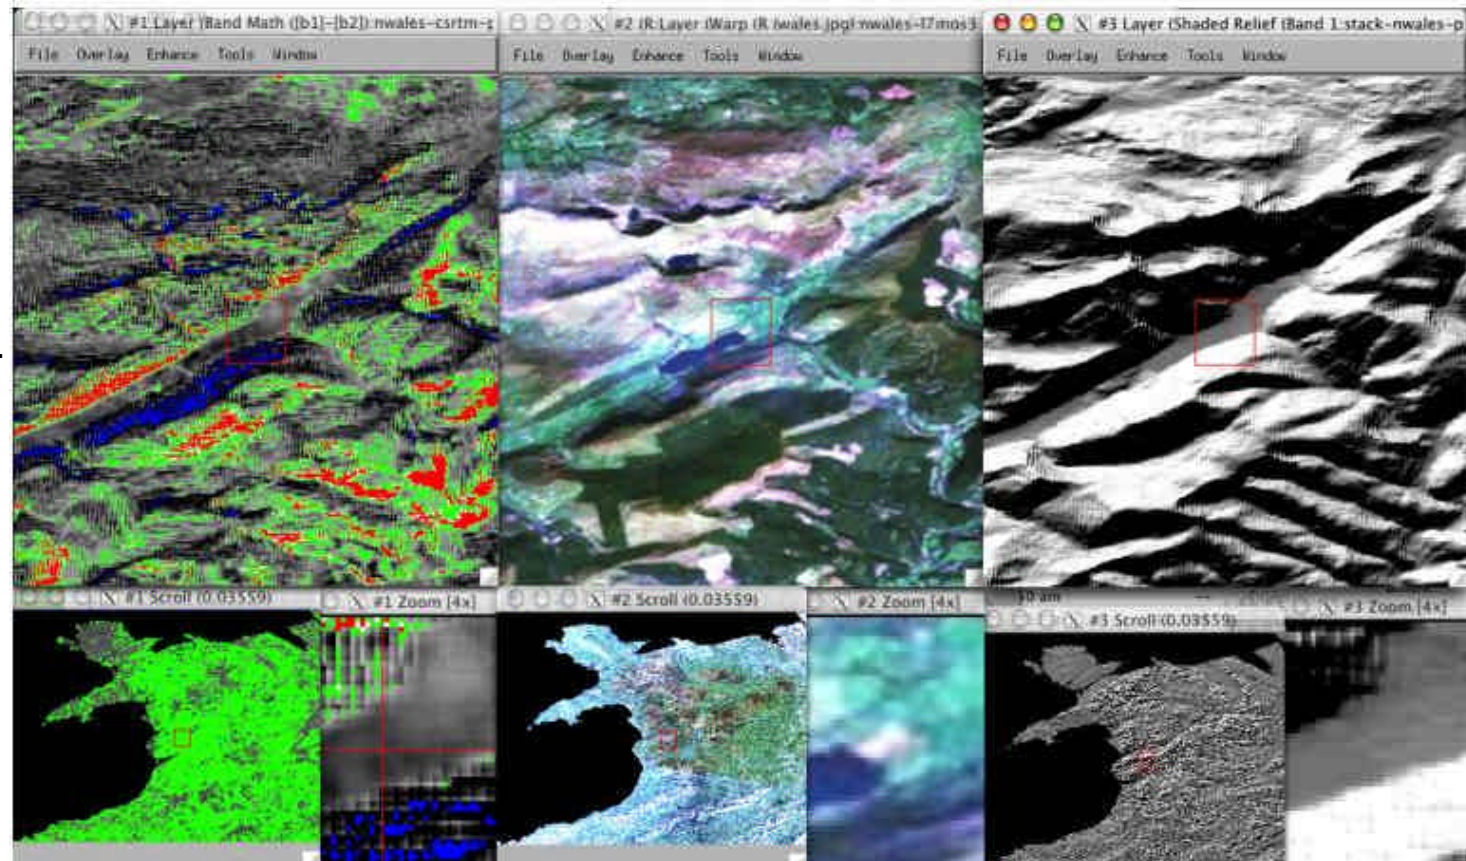 #1 Layer (Band Math (b1)-(b2)):nwales-csrtm-s
File Overlay Enhance Tools Window
#2 (R:Layer (Warp (R (wales.jpg):nwales-l7mos3
File Overlay Enhance Tools Window
#3 Layer (Shaded Relief (Band 1:stack-nwales-p
File Overlay Enhance Tools Window
#1 Scroll (0.03559)
#1 Zoom [4x]
#2 Scroll (0.03559)
#2 Zoom [4x]
#3 Scroll (0.03559)
#3 Zoom [4x]